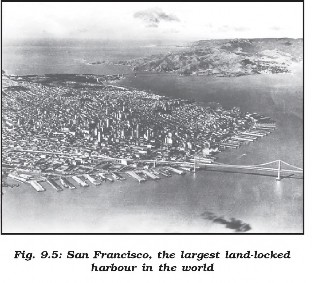 Fig. 9.5: San Francisco, the largest land-locked
harbour in the world